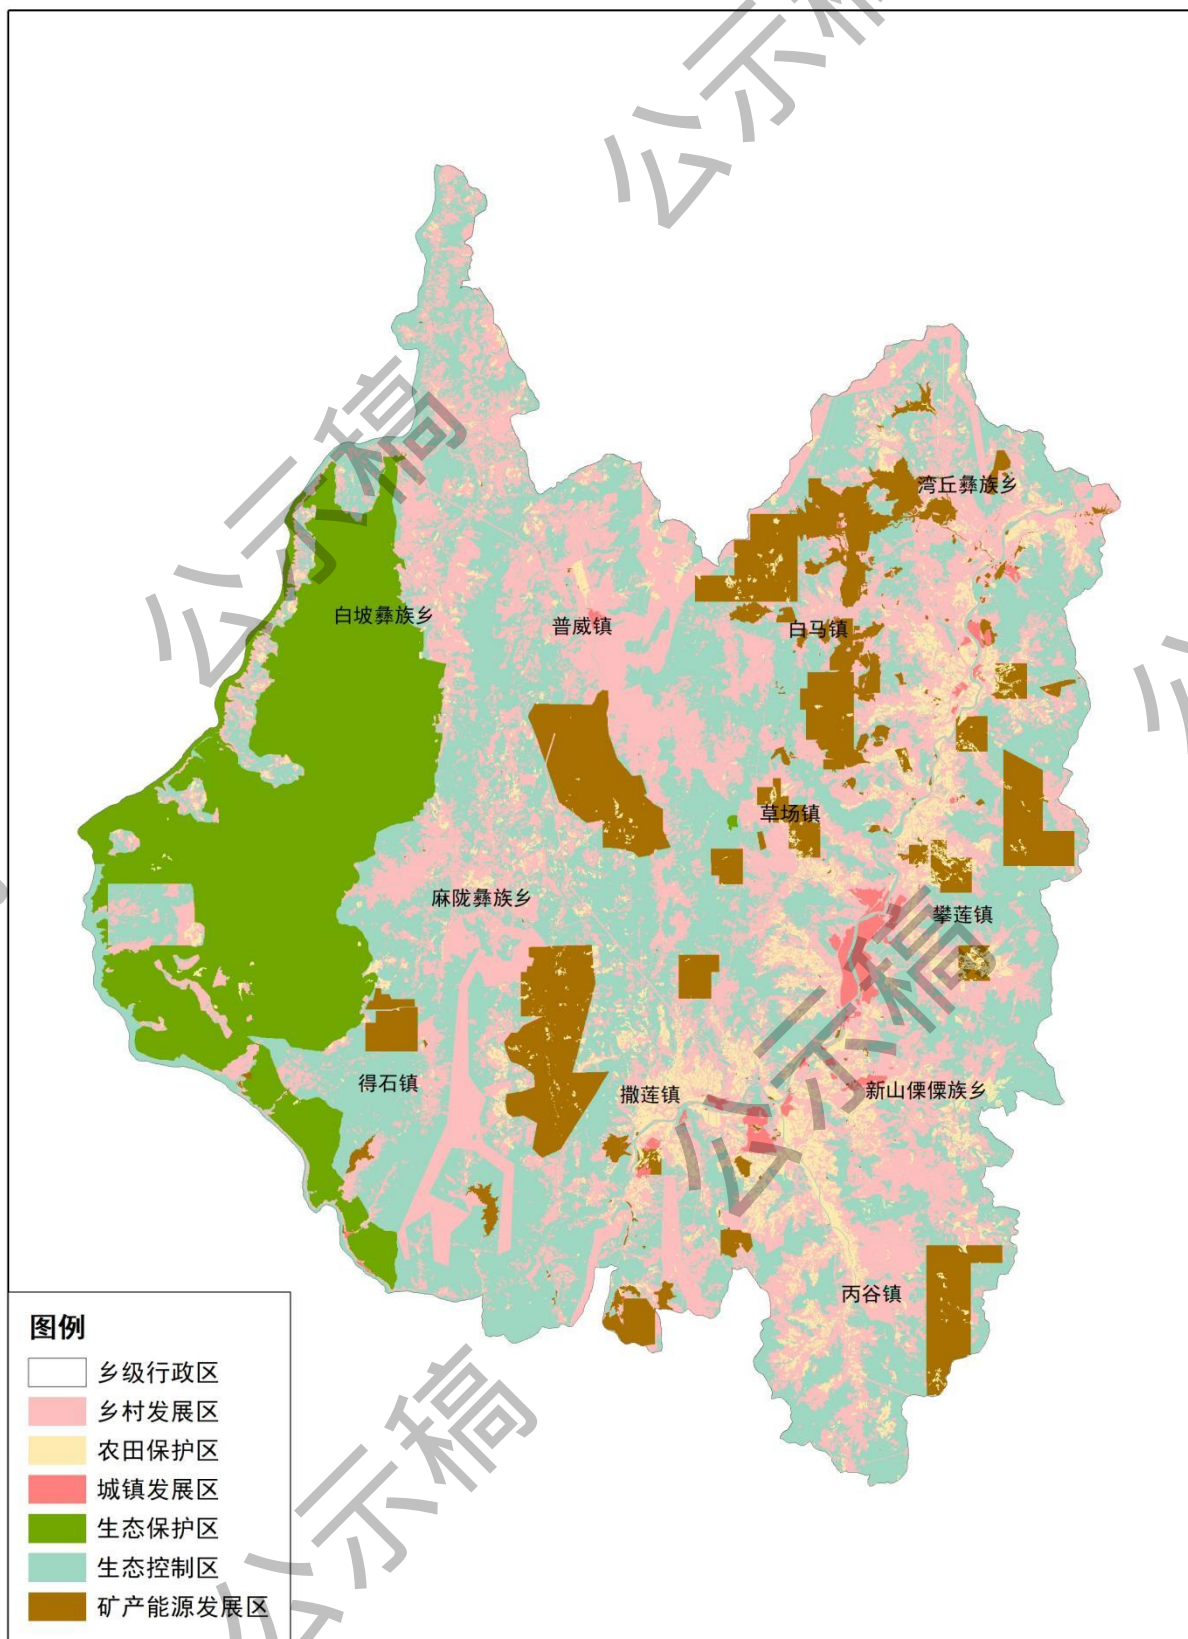 公示稿
公示稿
湾丘彝族乡
白坡彝族乡
普威镇
白马镇
草场镇
麻陇彝族乡
攀莲镇
公示稿
得石镇
撒莲镇
新山傈僳族乡
丙谷镇
图例
乡级行政区
乡村发展区
农田保护区
城镇发展区
生态保护区
生态控制区
矿产能源发展区
公示稿
公